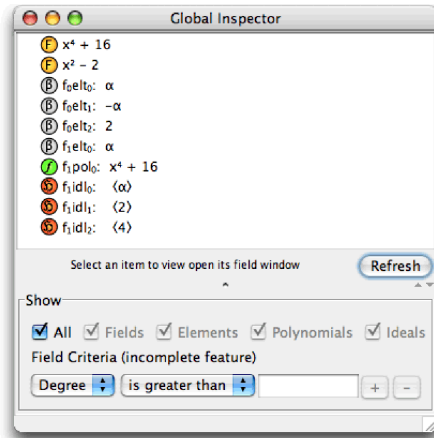 Global Inspector
F x⁴ + 16
F x² − 2
β f₀elt₀: α
β f₀elt₁: −α
β f₀elt₂: 2
β f₁elt₀: α
f f₁pol₀: x⁴ + 16
f₁idl₀: ⟨α⟩
f₁idl₁: ⟨2⟩
f₁idl₂: ⟨4⟩
Select an item to view open its field window Refresh
Show
All Fields Elements Polynomials Ideals
Field Criteria (incomplete feature)
Degree is greater than + −